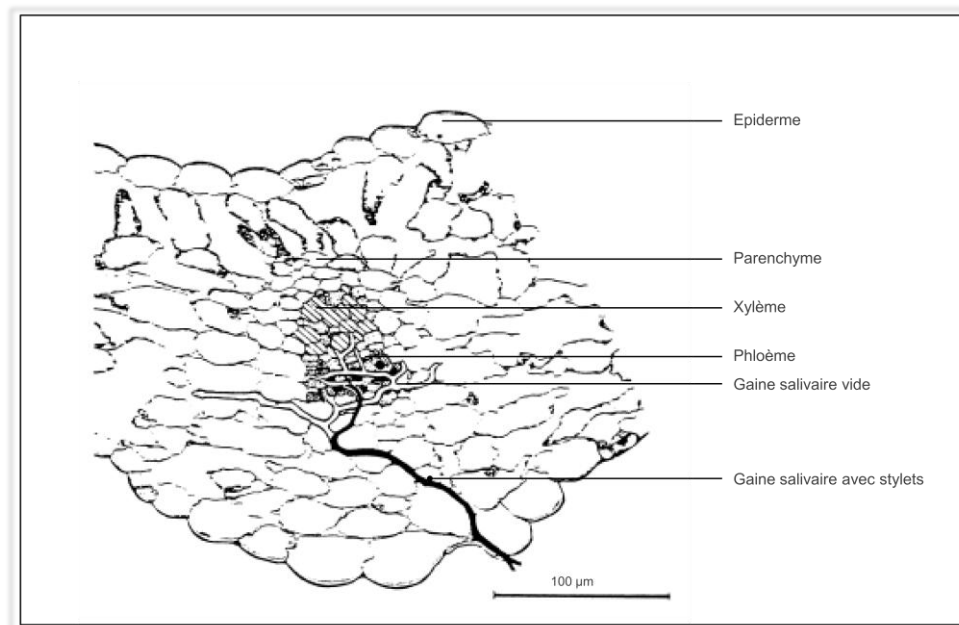 Epiderme
Parenchyme
Xylème
Phloème
Gaine salivaire vide
Gaine salivaire avec stylets
100 µm